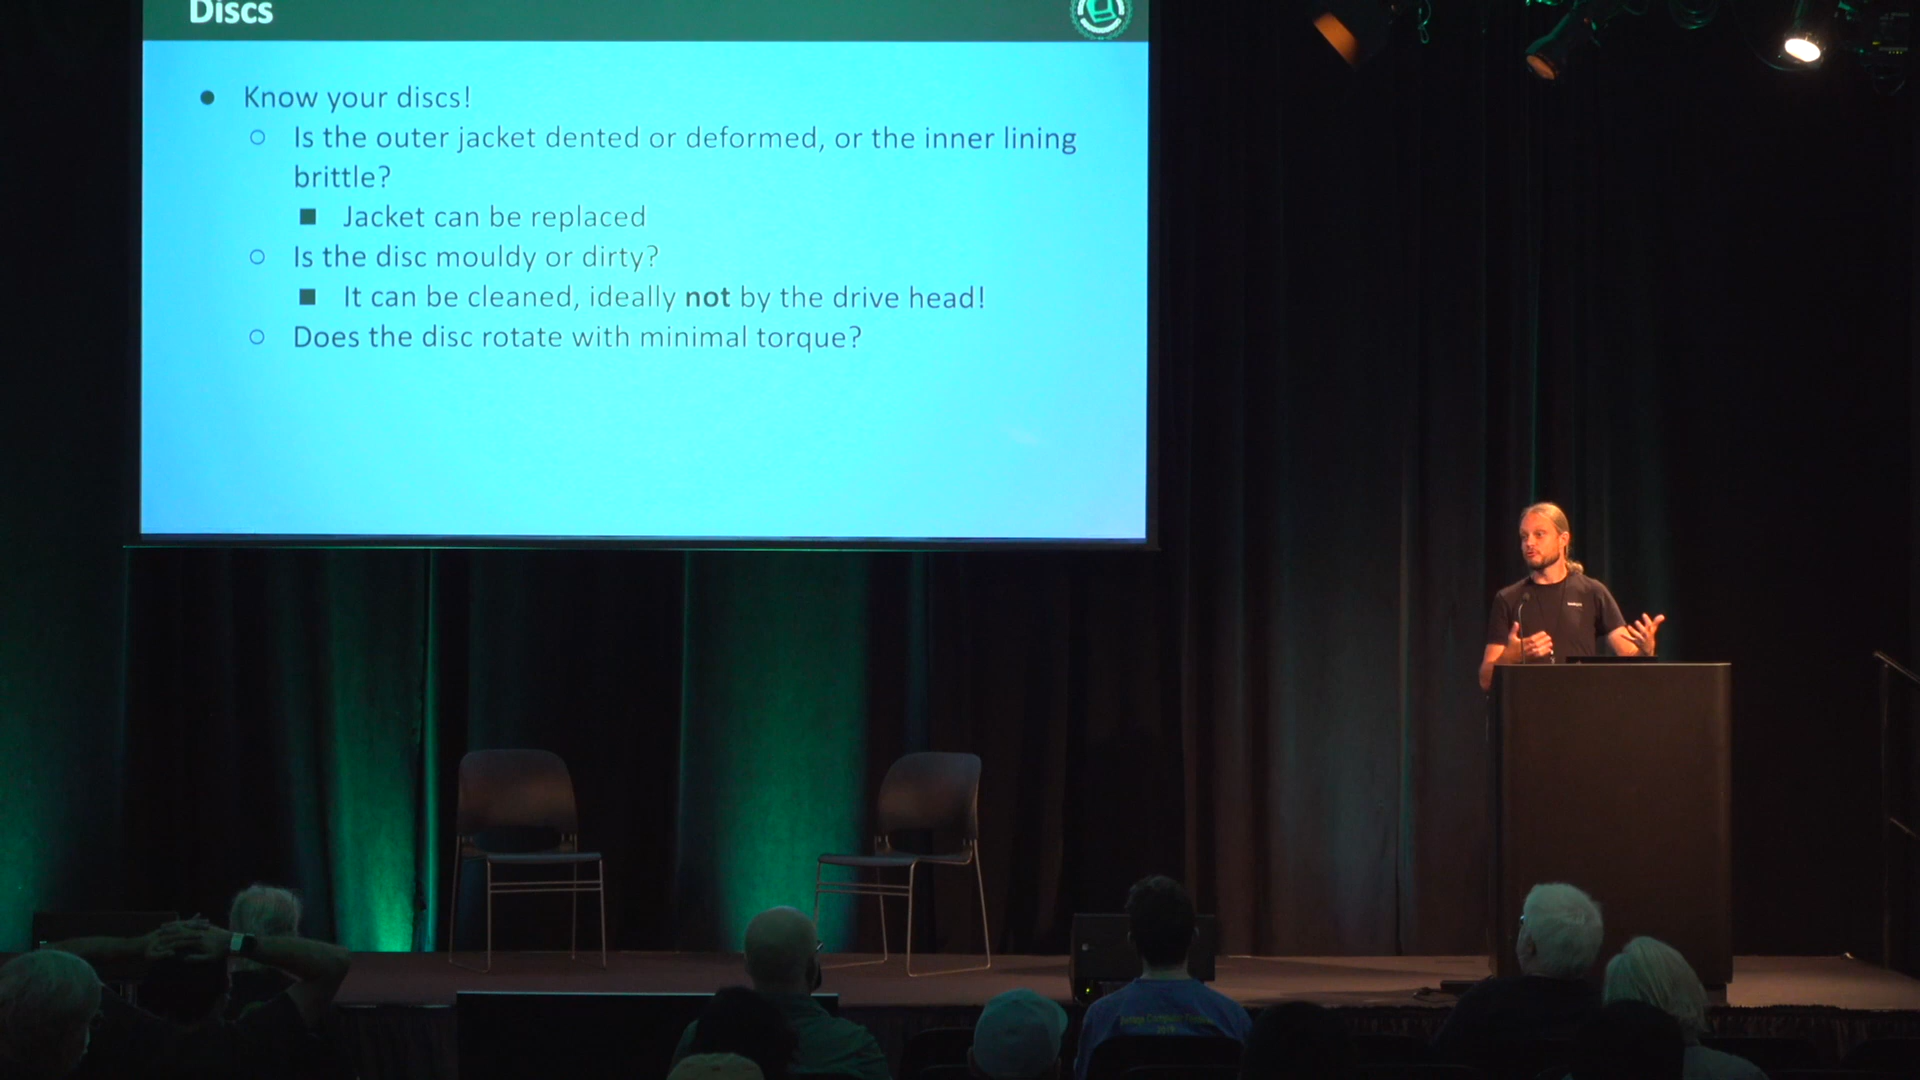 Discs
● Know your discs!
○ Is the outer jacket dented or deformed, or the inner lining
brittle?
■ Jacket can be replaced
○ Is the disc mouldy or dirty?
■ It can be cleaned, ideally not by the drive head!
○ Does the disc rotate with minimal torque?